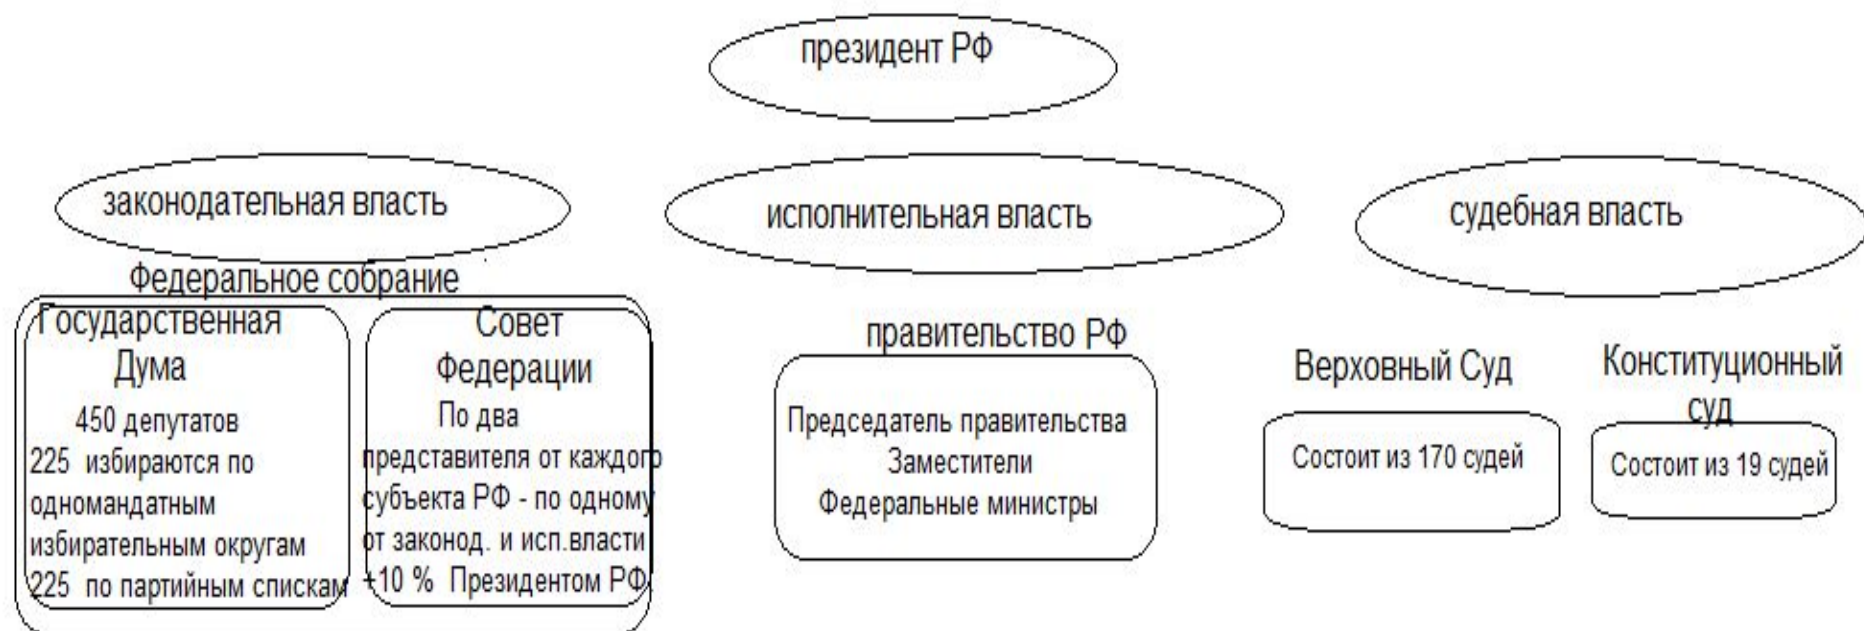 президент РФ
законодательная власть
исполнительная власть
судебная власть
Федеральное собрание
Государственная
Дума
450 депутатов
225 избираются по
одномандатным
избирательным округам
225 по партийным спискам
Совет
Федерации
По два
представителя от каждого
субъекта РФ - по одному
от законод. и исп.власти
+10 % Президентом РФ
правительство РФ
Председатель правительства
Заместители
Федеральные министры
Верховный Суд
Состоит из 170 судей
Конституционный
суд
Состоит из 19 судей